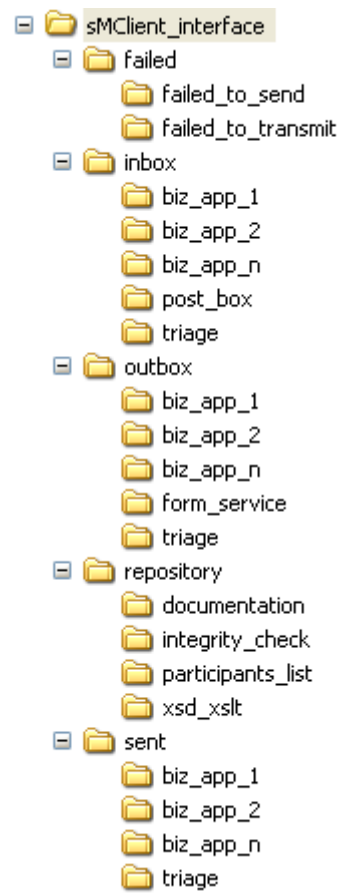 sMClient_interface
failed
failed_to_send
failed_to_transmit
inbox
biz_app_1
biz_app_2
biz_app_n
post_box
triage
outbox
biz_app_1
biz_app_2
biz_app_n
form_service
triage
repository
documentation
integrity_check
participants_list
xsd_xslt
sent
biz_app_1
biz_app_2
biz_app_n
triage